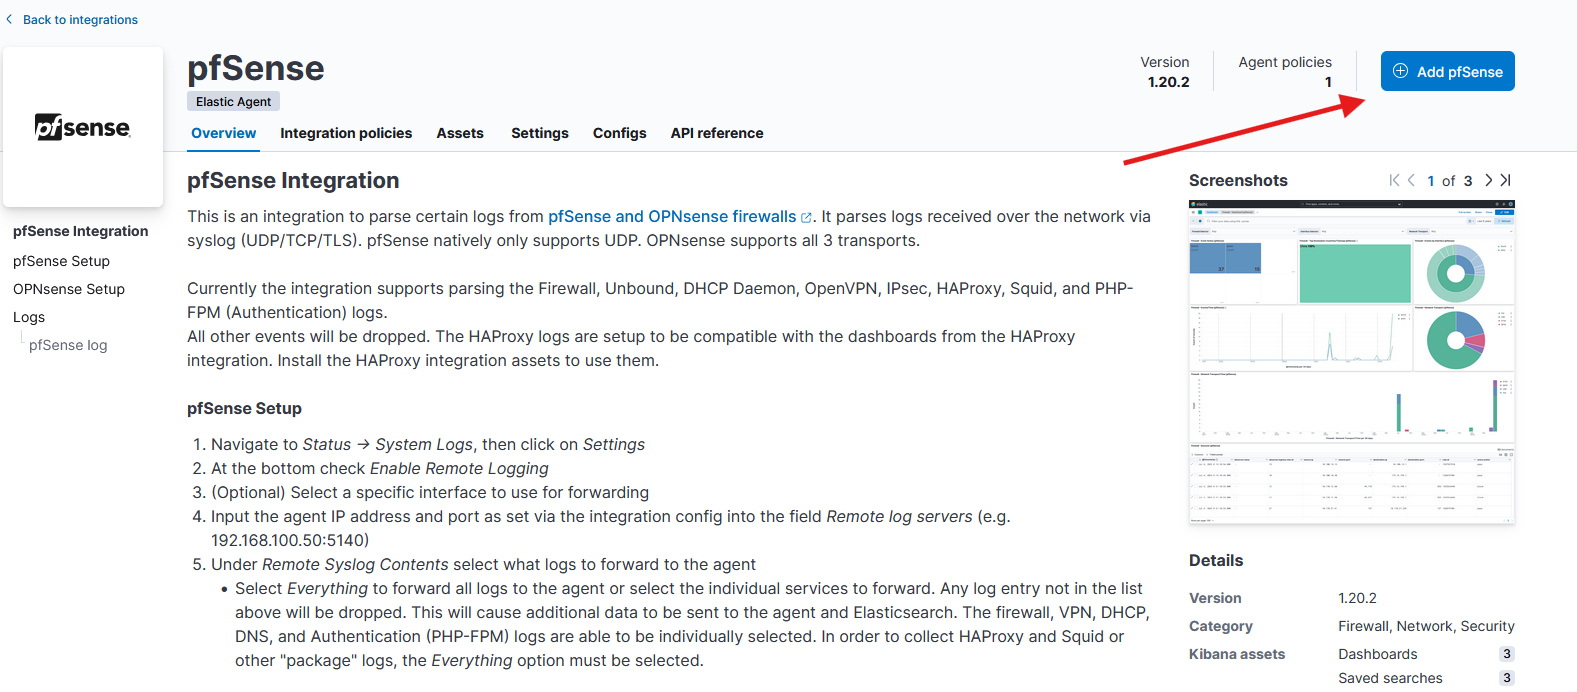 Back to integrations
pfSense
pfSense
Elastic Agent
Version
1.20.2
Agent policies
1
Add pfSense
Overview
Integration policies
Assets
Settings
Configs
API reference
pfSense Integration
pfSense Setup
OPNsense Setup
Logs
pfSense log
pfSense Integration
This is an integration to parse certain logs from pfSense and OPNsense firewalls. It parses logs received over the network via
syslog (UDP/TCP/TLS). pfSense natively only supports UDP. OPNsense supports all 3 transports.
Currently the integration supports parsing the Firewall, Unbound, DHCP Daemon, OpenVPN, IPsec, HAProxy, Squid, and PHP-
FPM (Authentication) logs.
All other events will be dropped. The HAProxy logs are setup to be compatible with the dashboards from the HAProxy
integration. Install the HAProxy integration assets to use them.
pfSense Setup
1. Navigate to Status → System Logs, then click on Settings
2. At the bottom check Enable Remote Logging
3. (Optional) Select a specific interface to use for forwarding
4. Input the agent IP address and port as set via the integration config into the field Remote log servers (e.g.
192.168.100.50:5140)
5. Under Remote Syslog Contents select what logs to forward to the agent
• Select Everything to forward all logs to the agent or select the individual services to forward. Any log entry not in the list
above will be dropped. This will cause additional data to be sent to the agent and Elasticsearch. The firewall, VPN, DHCP,
DNS, and Authentication (PHP-FPM) logs are able to be individually selected. In order to collect HAProxy and Squid or
other "package" logs, the Everything option must be selected.
Screenshots
1 of 3
Details
Version 1.20.2
Category Firewall, Network, Security
Kibana assets Dashboards 3
Saved searches 3